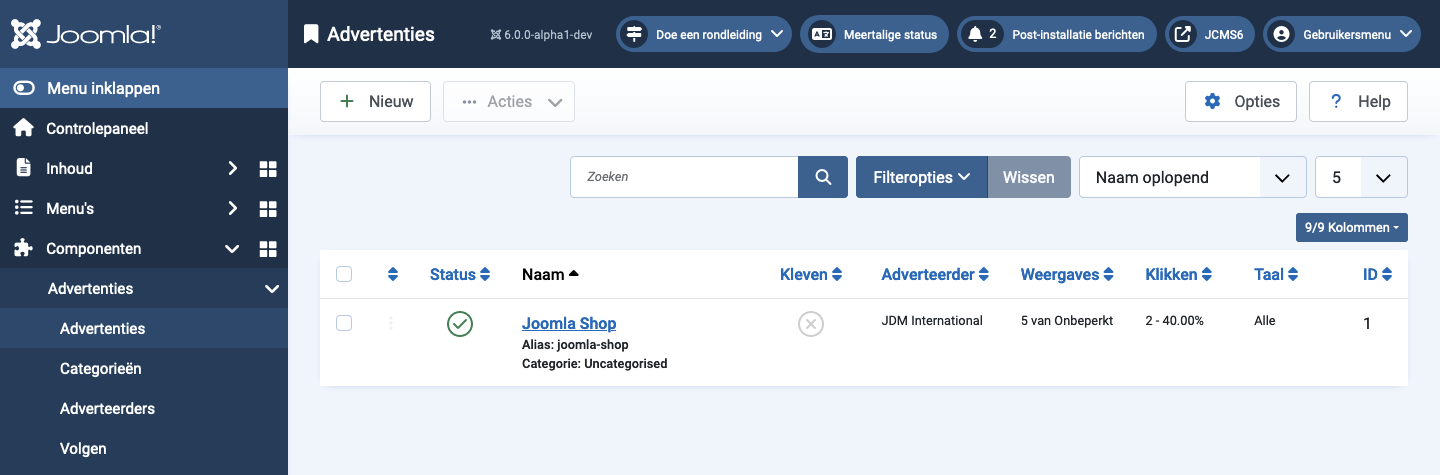 Joomla!®
Advertenties
6.0.0-alpha1-dev
Doe een rondleiding
Meertalige status
2 Post-installatie berichten
JCMS6
Gebruikersmenu
Menu inklappen
Controlepaneel
Inhoud
Menu's
Componenten
Advertenties
Advertenties
Categorieën
Adverteerders
Volgen
Nieuw
Acties
Opties
? Help
Zoeken
Filteropties
Wissen
Naam oplopend
5
9/9 Kolommen
Status Naam Kleven Adverteerder Weergaves Klikken Taal ID
Joomla Shop JDM International 5 van Onbeperkt 2 - 40.00% Alle 1
Alias: joomla-shop
Categorie: Uncategorised